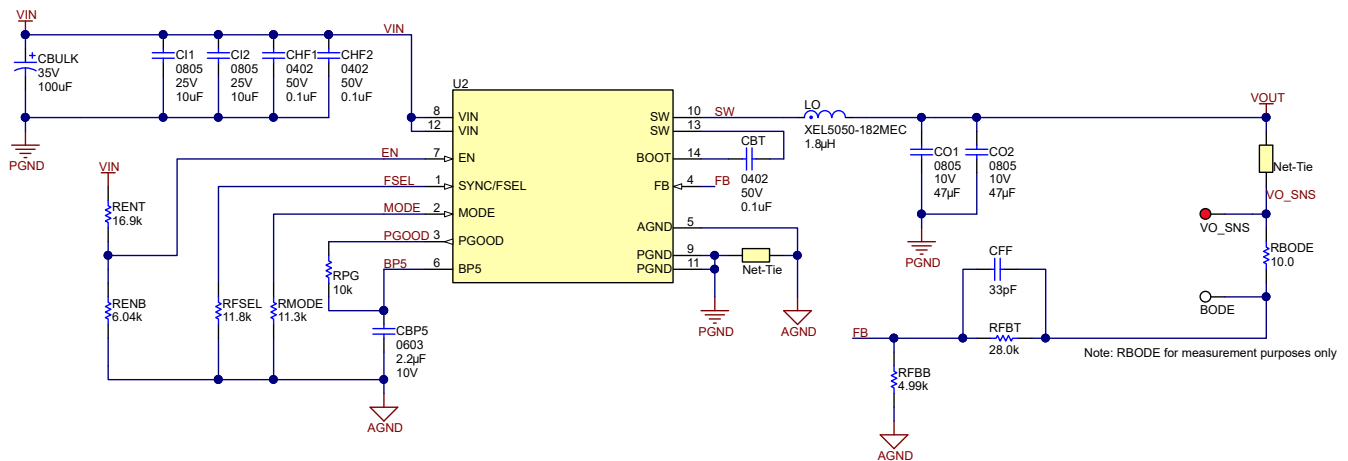 VIN
VIN
CBULK
35V
100uF
+
CI1
0805
25V
10uF
CI2
0805
25V
10uF
CHF1
0402
50V
0.1uF
CHF2
0402
50V
0.1uF
PGND
VIN
RENT
16.9k
RENB
6.04k
EN
FSEL
MODE
PGOOD
RPG
10k
RFSEL
11.8k
RMODE
11.3k
CBP5
0603
2.2µF
10V
AGND
U2
8 VIN
12 VIN
7 EN
1 SYNC/FSEL
2 MODE
3 PGOOD
6 BP5
SW 10
SW 13
BOOT 14
FB 4
AGND 5
PGND 9
PGND 11
SW
FB
CBT
0402
50V
0.1uF
Net-Tie
PGND
AGND
LO
XEL5050-182MEC
1.8µH
CO1
0805
10V
47µF
CO2
0805
10V
47µF
PGND
VOUT
Net-Tie
VO_SNS
VO_SNS
RBODE
10.0
BODE
CFF
33pF
FB
RFBT
28.0k
Note: RBODE for measurement purposes only
RFBB
4.99k
AGND